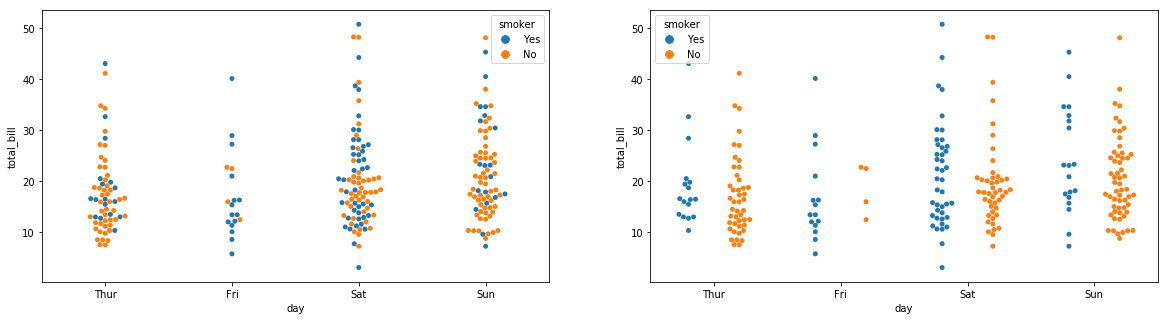 smoker
Yes
No
50
40
30
20
10
total_bill
Thur Fri Sat Sun
day
smoker
Yes
No
50
40
30
20
10
total_bill
Thur Fri Sat Sun
day